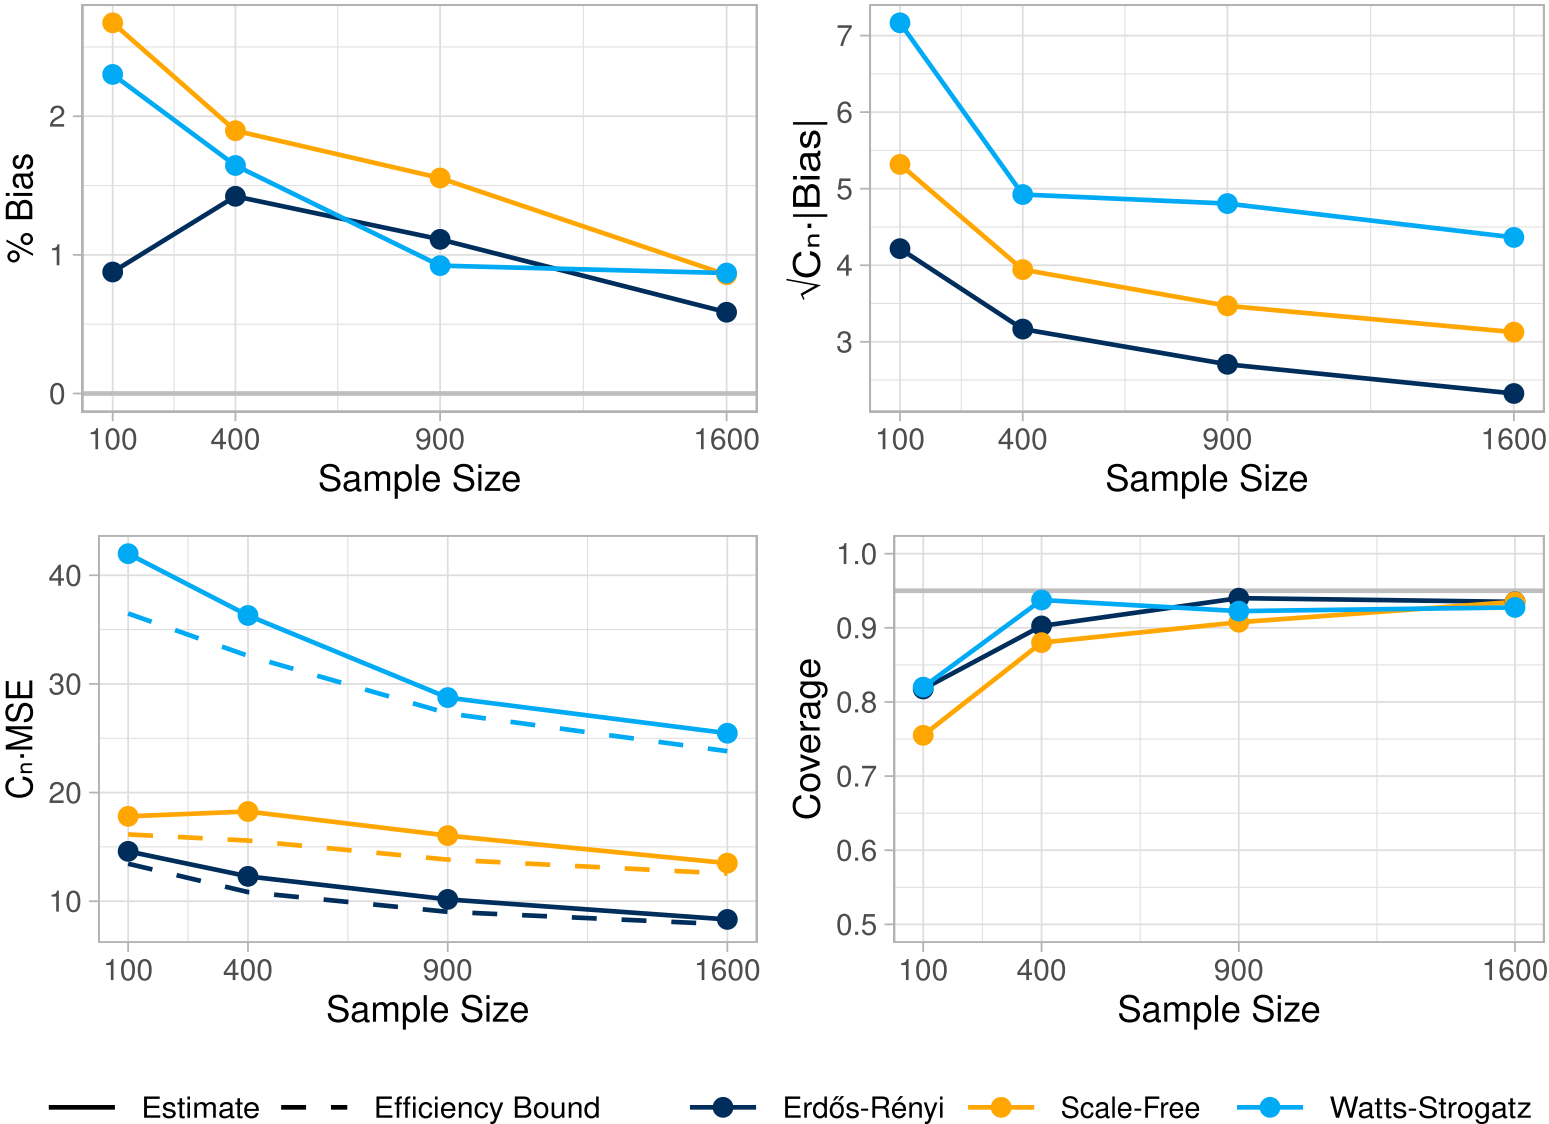 % Bias
2
1
0
100 400 900 1600
Sample Size
√Cₙ·|Bias|
7
6
5
4
3
100 400 900 1600
Sample Size
Cₙ·MSE
40
30
20
10
100 400 900 1600
Sample Size
Coverage
1.0
0.9
0.8
0.7
0.6
0.5
100 400 900 1600
Sample Size
Estimate Efficiency Bound Erdős-Rényi Scale-Free Watts-Strogatz